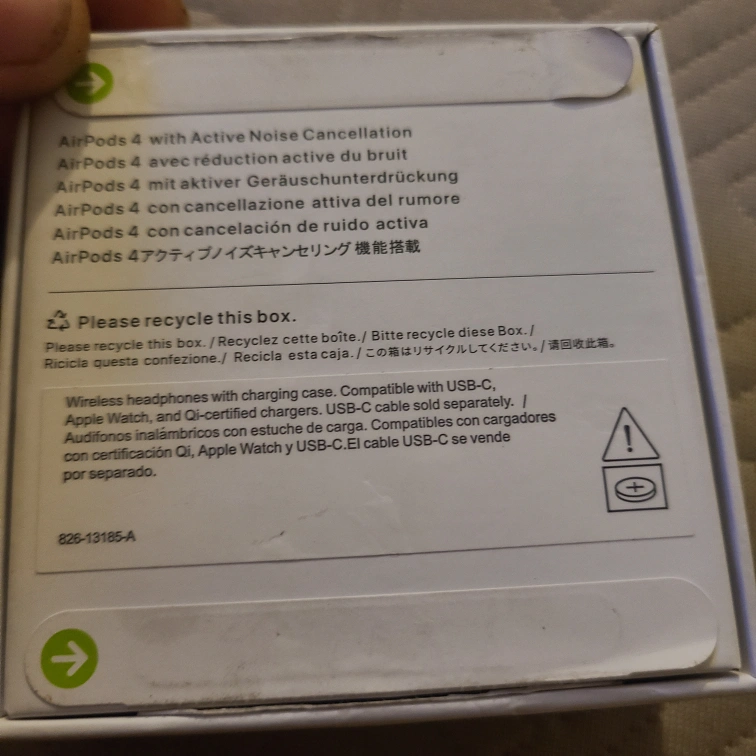 AirPods 4 with Active Noise Cancellation
AirPods 4 avec réduction active du bruit
AirPods 4 mit aktiver Geräuschunterdrückung
AirPods 4 con cancellazione attiva del rumore
AirPods 4 con cancelación de ruido activa
AirPods 4アクティブノイズキャンセリング機能搭載
Please recycle this box.
Please recycle this box. / Recyclez cette boîte./ Bitte recycle diese Box./
Ricicla questa confezione./ Recicla esta caja. / この箱はリサイクルしてください。/ 请回收此箱。
Wireless headphones with charging case. Compatible with USB-C,
Apple Watch, and Qi-certified chargers. USB-C cable sold separately. /
Audífonos inalámbricos con estuche de carga. Compatibles con cargadores
con certificación Qi, Apple Watch y USB-C.El cable USB-C se vende
por separado.
826-13185-A